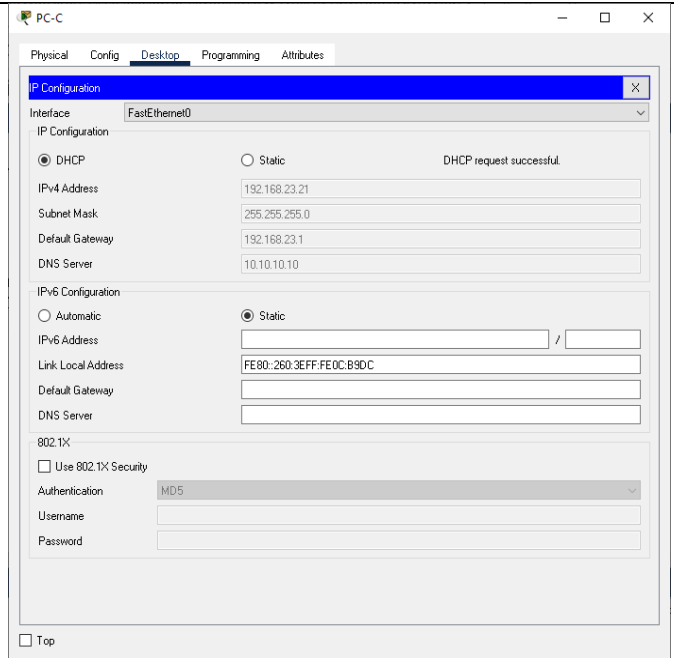 PC-C
Physical Config Desktop Programming Attributes
IP Configuration X
Interface FastEthernet0
IP Configuration
DHCP Static DHCP request successful.
IPv4 Address 192.168.23.21
Subnet Mask 255.255.255.0
Default Gateway 192.168.23.1
DNS Server 10.10.10.10
IPv6 Configuration
Automatic Static
IPv6 Address /
Link Local Address FE80::260:3EFF:FE0C:B9DC
Default Gateway
DNS Server
802.1X
Use 802.1X Security
Authentication MD5
Username
Password
Top